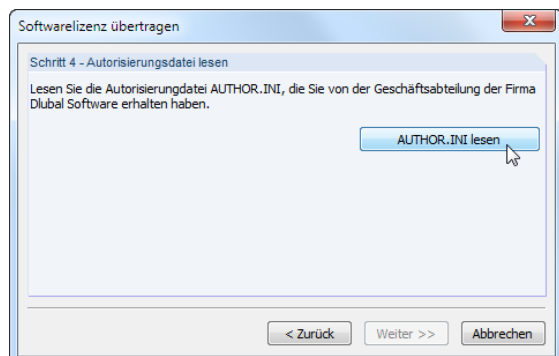 Softwarelizenz übertragen
Schritt 4 - Autorisierungsdatei lesen
Lesen Sie die Autorisierungdatei AUTHOR.INI, die Sie von der Geschäftsabteilung der Firma
Dlubal Software erhalten haben.
AUTHOR.INI lesen
< Zurück
Weiter >>
Abbrechen